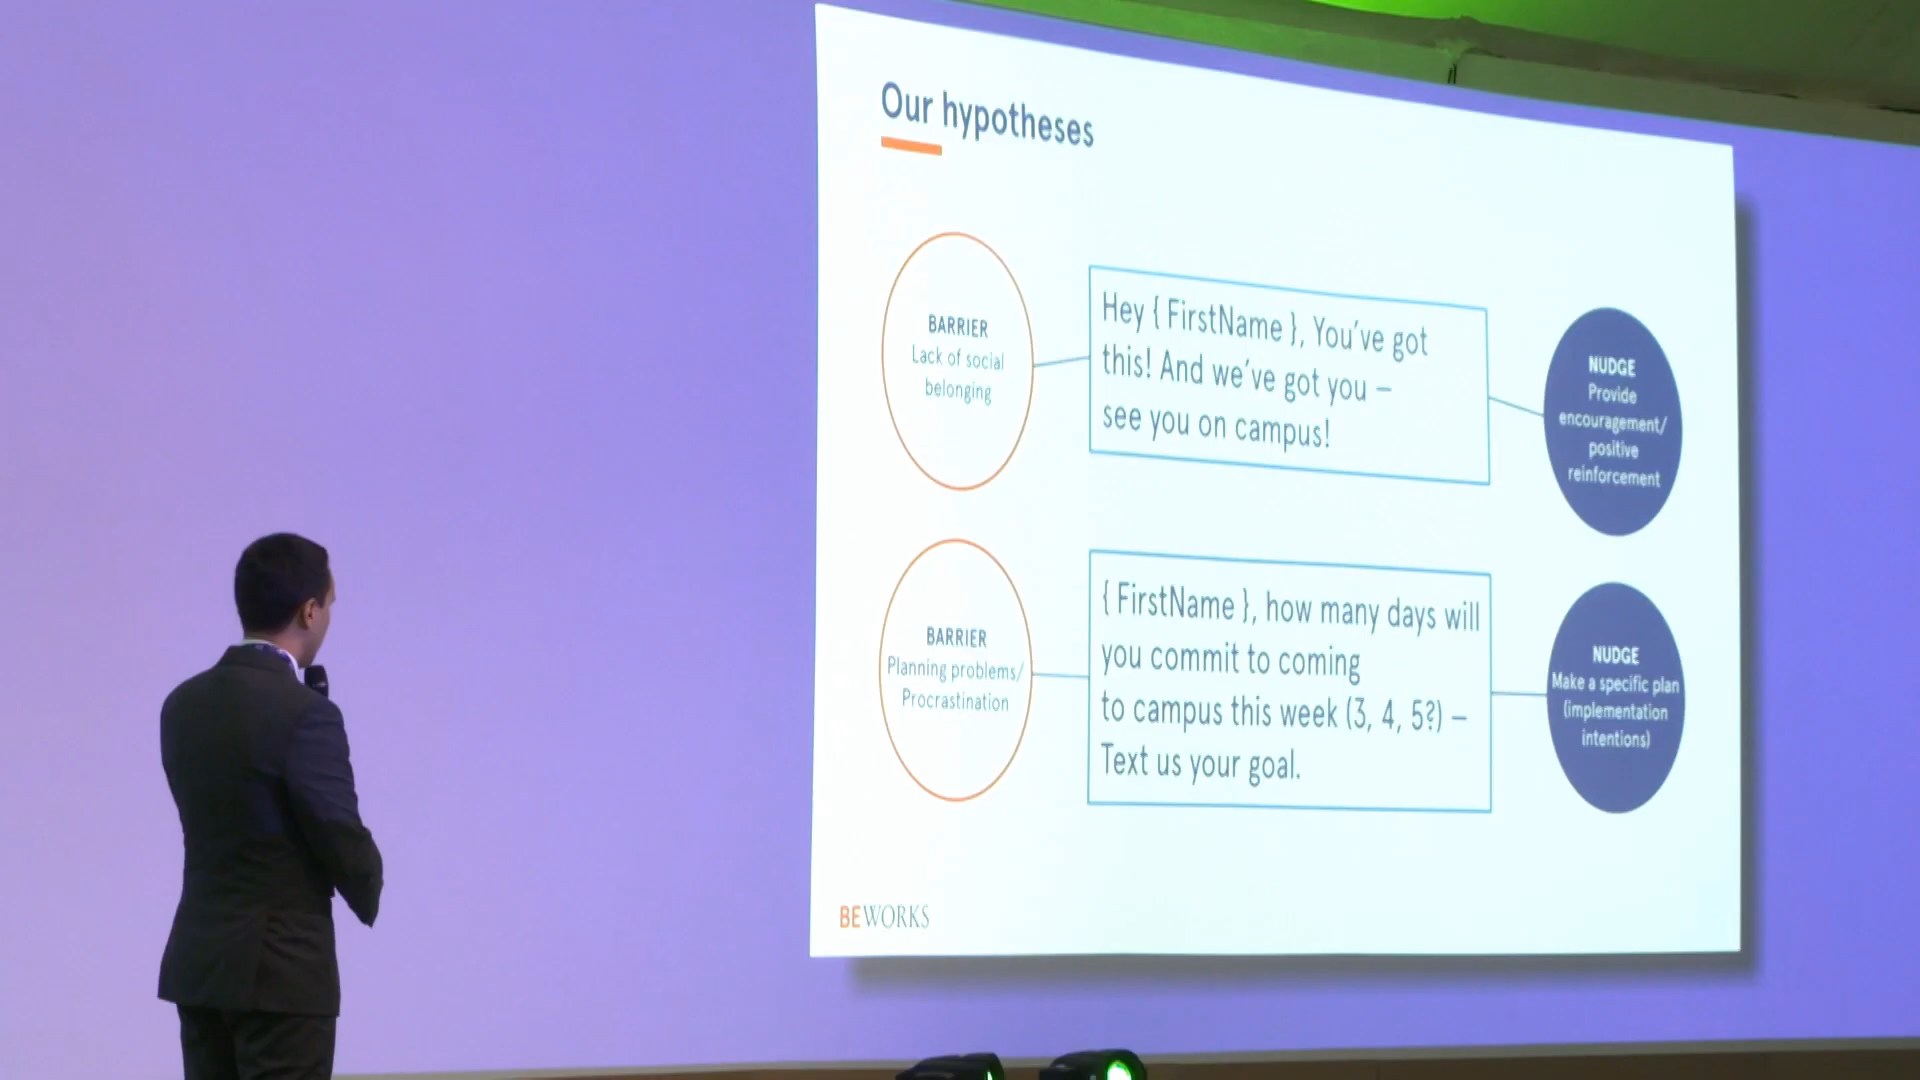 Our hypotheses
BARRIER
Lack of social
belonging
Hey { FirstName }, You've got
this! And we've got you –
see you on campus!
NUDGE
Provide
encouragement/
positive
reinforcement
BARRIER
Planning problems/
Procrastination
{ FirstName }, how many days will
you commit to coming
to campus this week (3, 4, 5?) –
Text us your goal.
NUDGE
Make a specific plan
(implementation
intentions)
BEWORKS